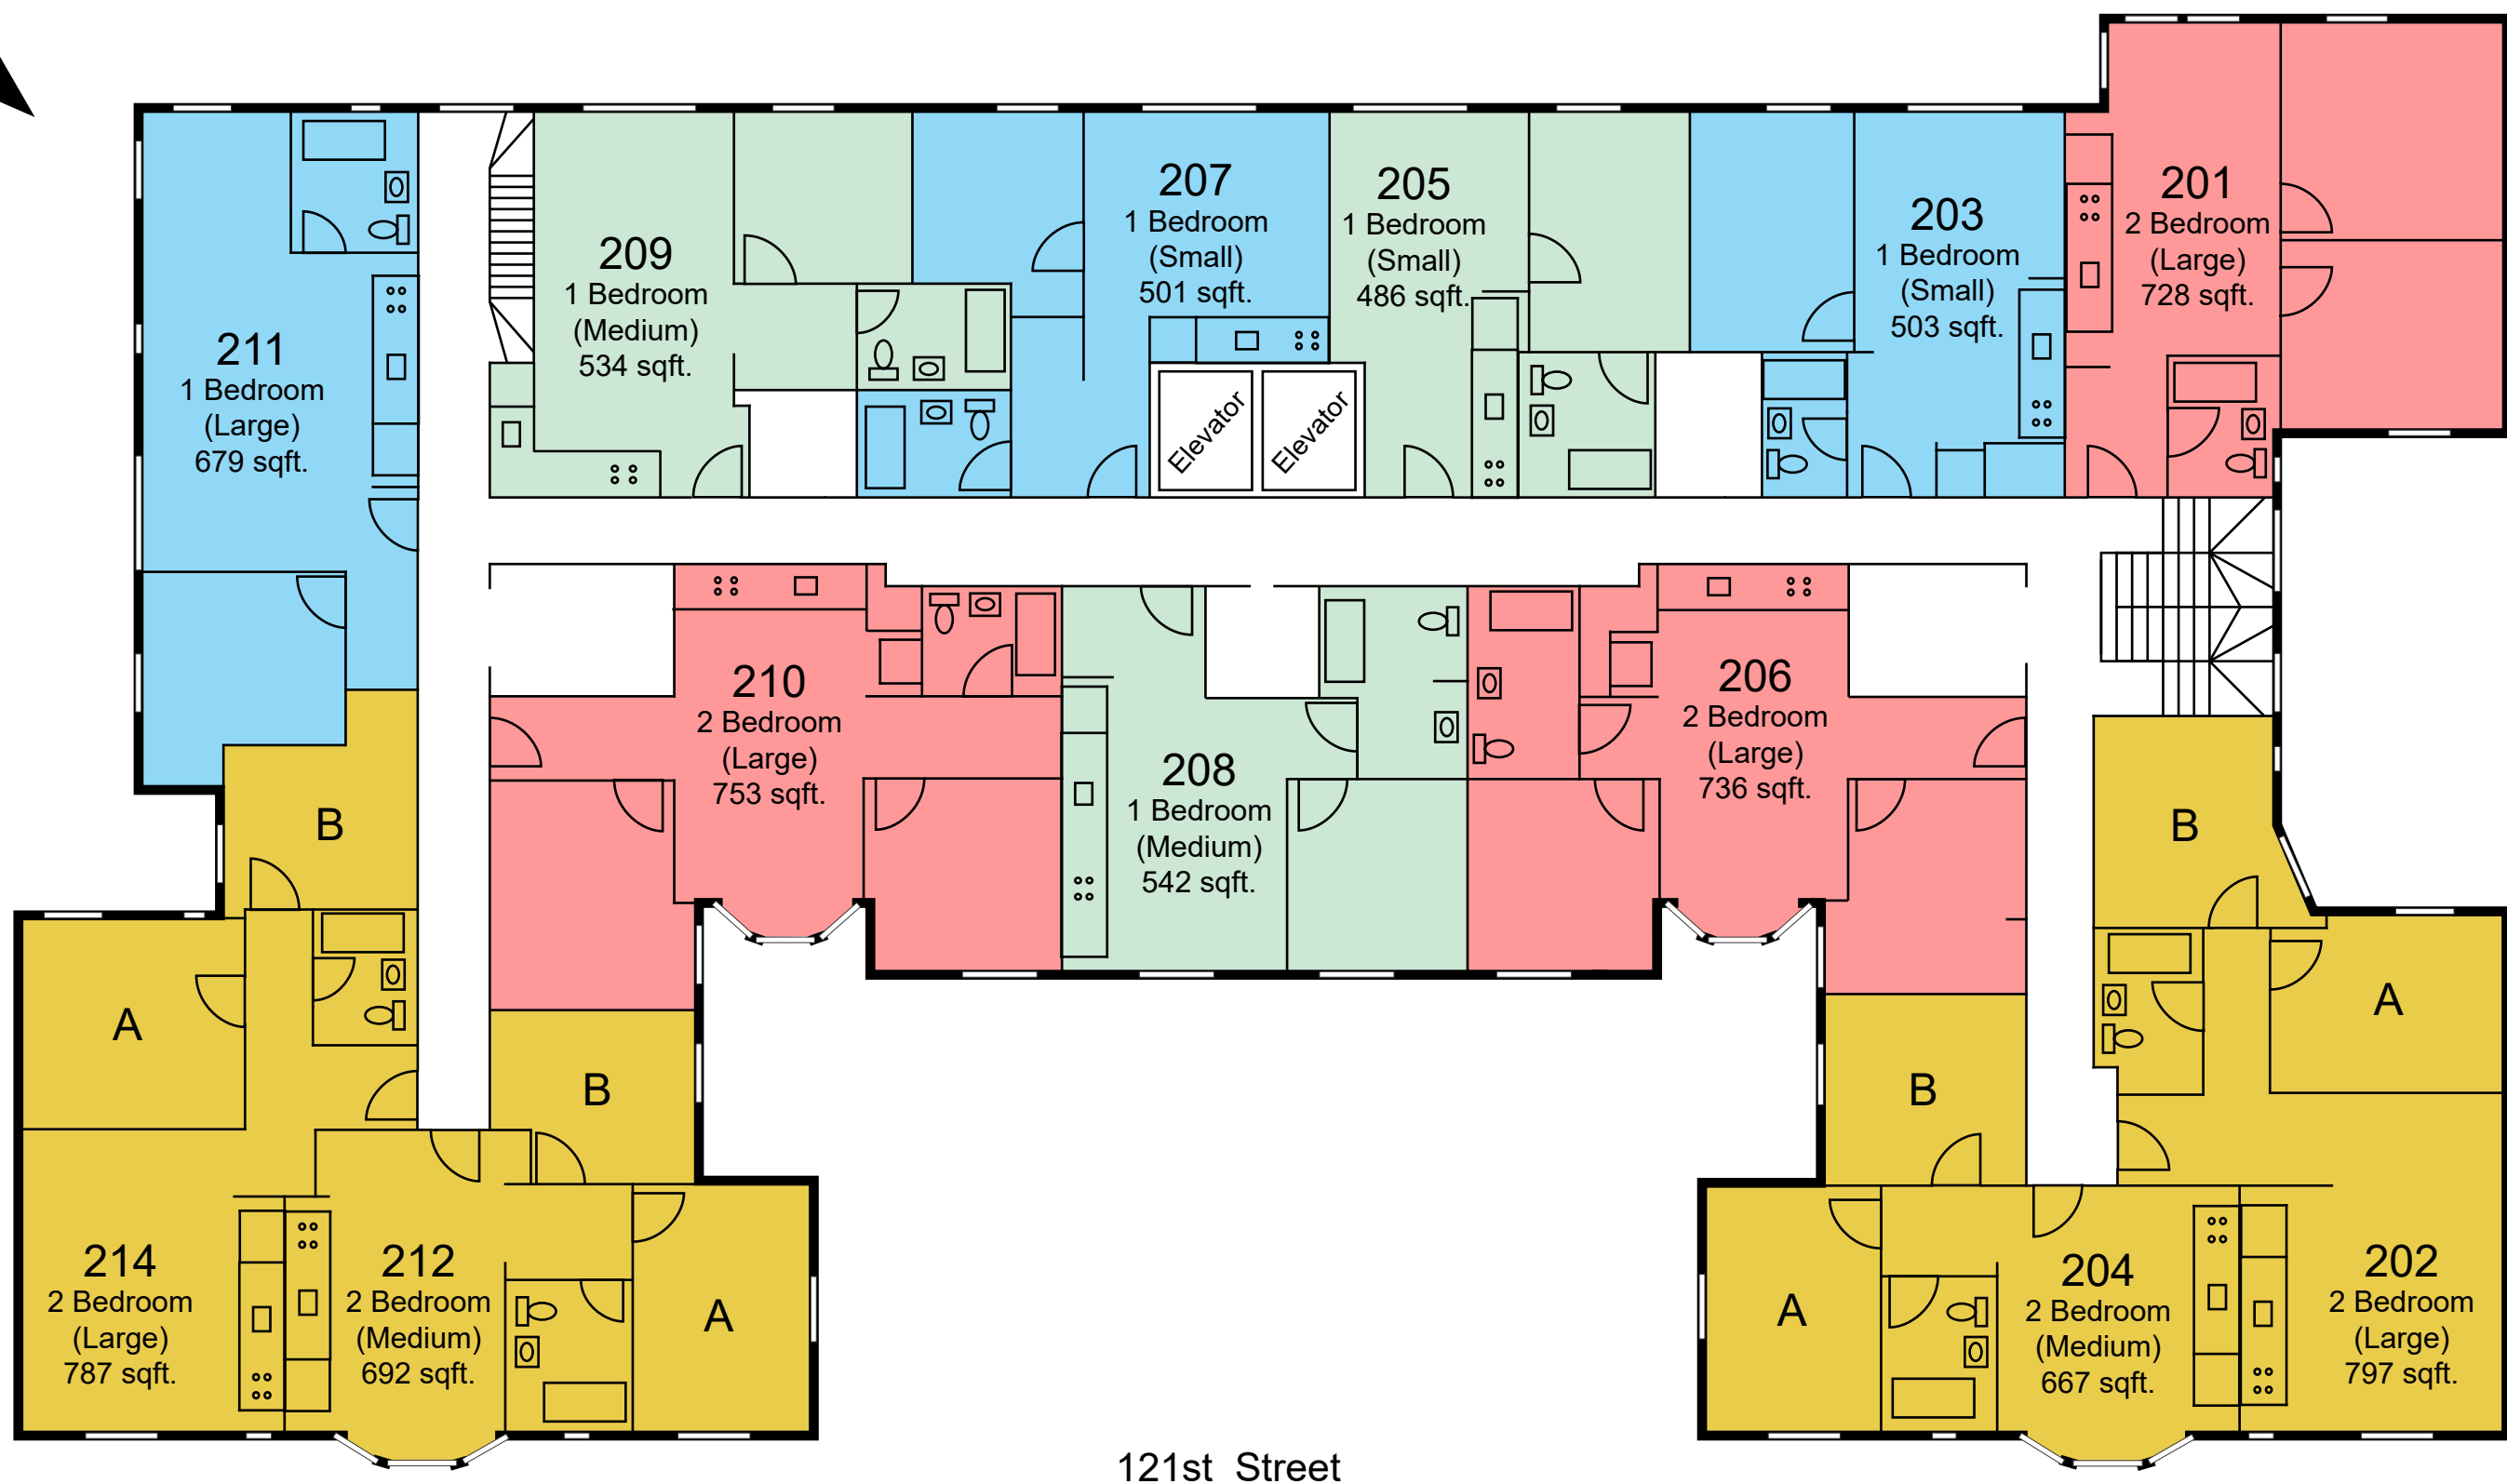 201
2 Bedroom
(Large)
728 sqft.
203
1 Bedroom
(Small)
503 sqft.
205
1 Bedroom
(Small)
486 sqft.
207
1 Bedroom
(Small)
501 sqft.
209
1 Bedroom
(Medium)
534 sqft.
211
1 Bedroom
(Large)
679 sqft.
Elevator
Elevator
210
2 Bedroom
(Large)
753 sqft.
208
1 Bedroom
(Medium)
542 sqft.
206
2 Bedroom
(Large)
736 sqft.
B
A
214
2 Bedroom
(Large)
787 sqft.
B
A
212
2 Bedroom
(Medium)
692 sqft.
B
A
204
2 Bedroom
(Medium)
667 sqft.
B
A
202
2 Bedroom
(Large)
797 sqft.
121st Street